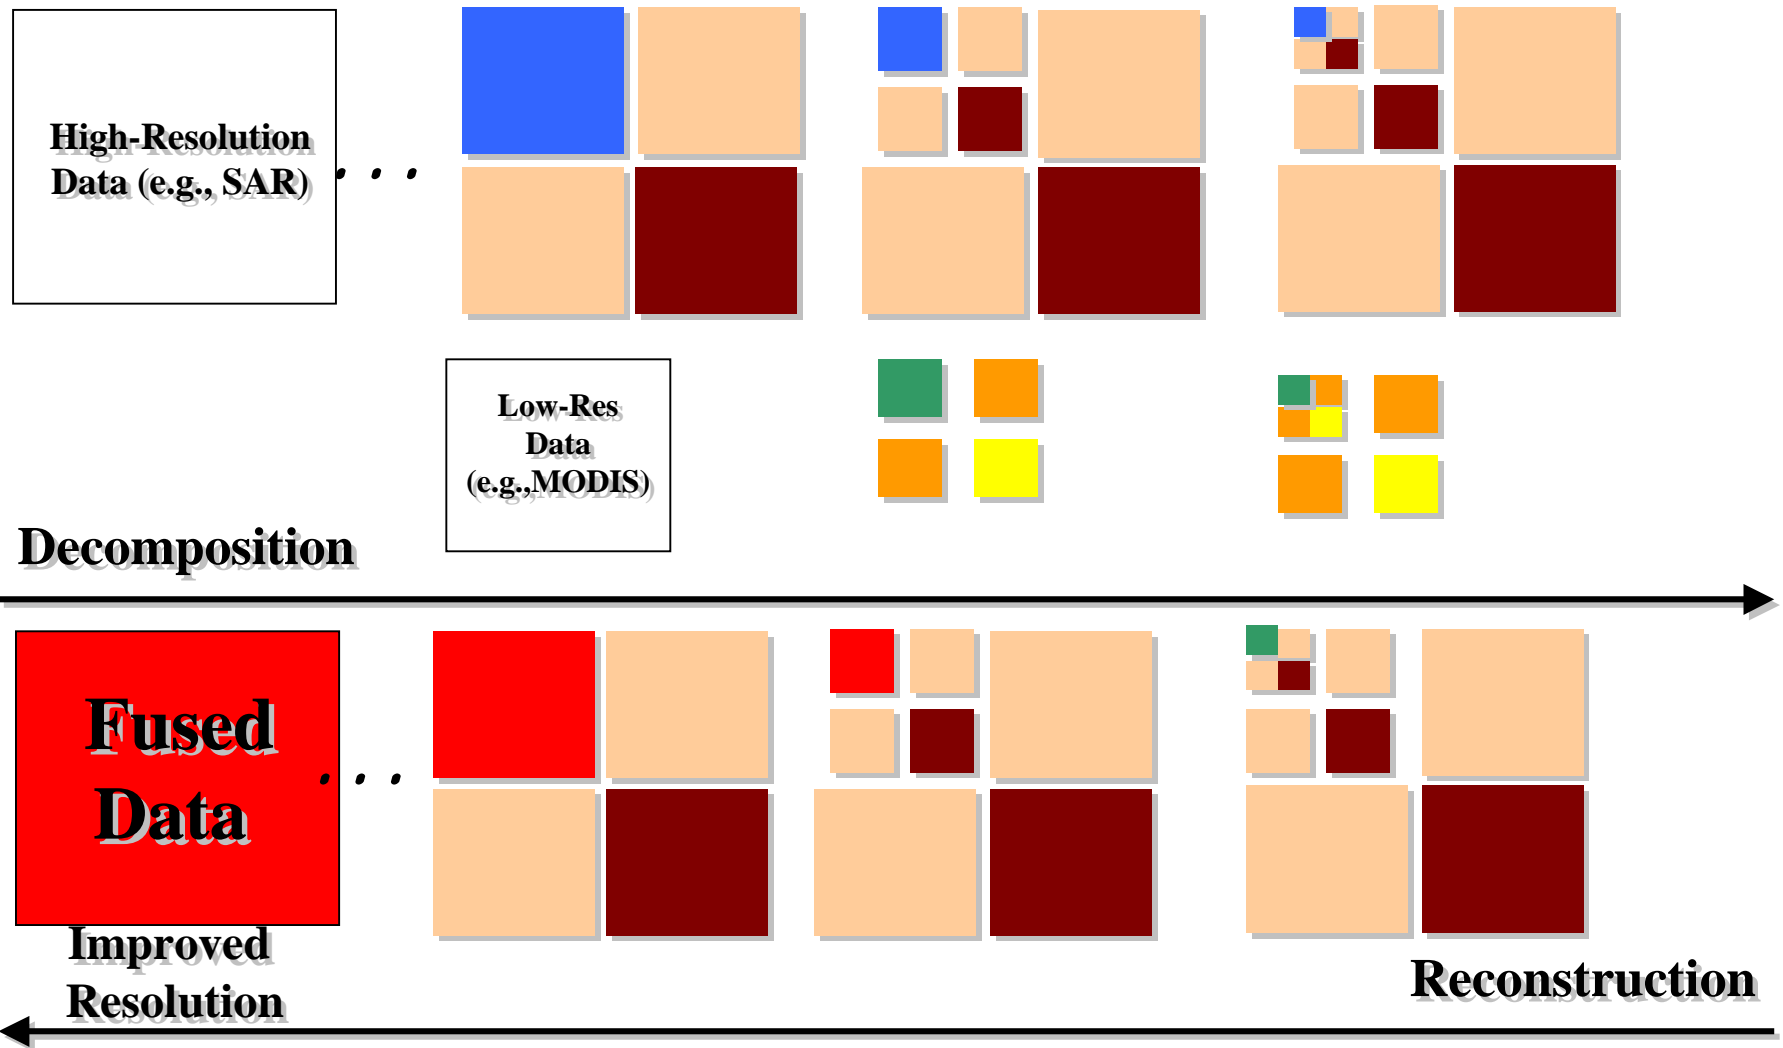 High-Resolution
Data (e.g., SAR)
. . .
Low-Res
Data
(e.g.,MODIS)
Decomposition
Fused
Data
. . .
Improved
Resolution
Reconstruction